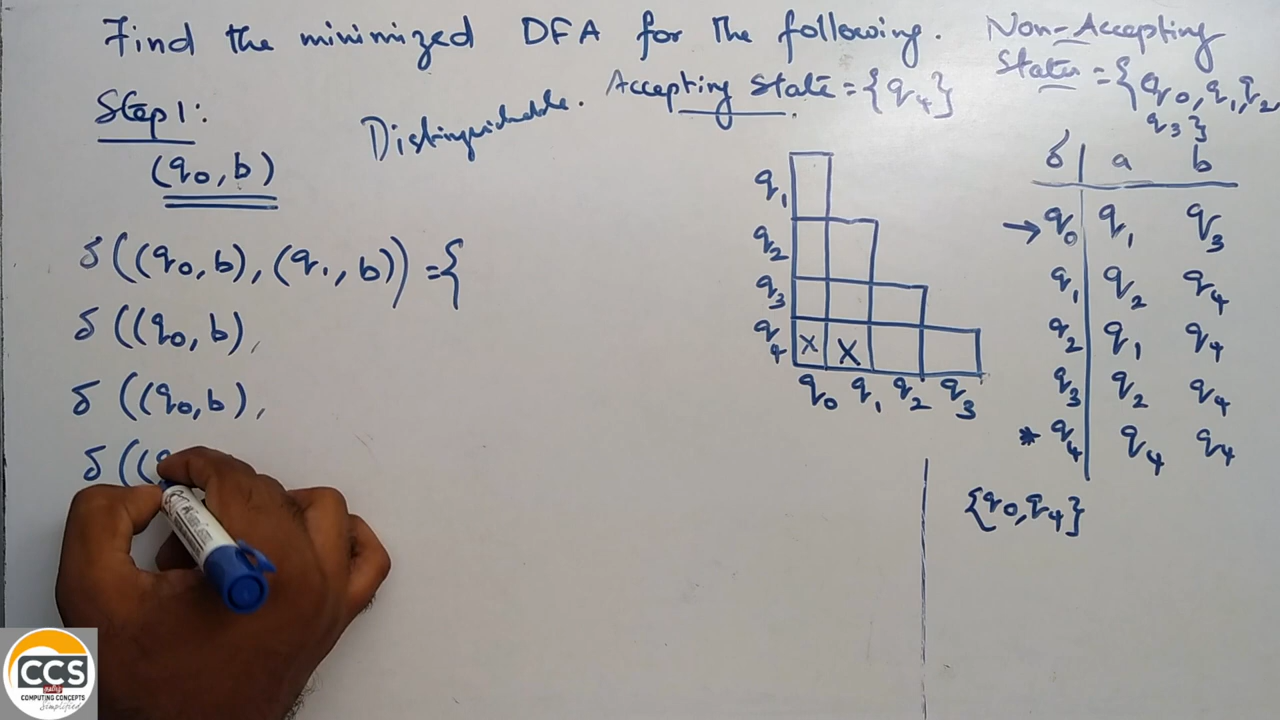 Find the minimized DFA for the following.
Non-Accepting
States = {q0, q1, q2
q3}
Accepting State = {q4}.
Step 1:
Distinguishable.
(q0, b)
δ((q0, b), (q1, b)) = {
δ((q0, b),
δ((q0, b),
δ((q
q1
q2
q3
q4 X X
q0 q1 q2 q3
δ a b
→ q0 q1 q3
q1 q2 q4
q2 q1 q4
q3 q2 q4
* q4 q4 q4
{q0, q4}
CCS
COMPUTING CONCEPTS
Simplified